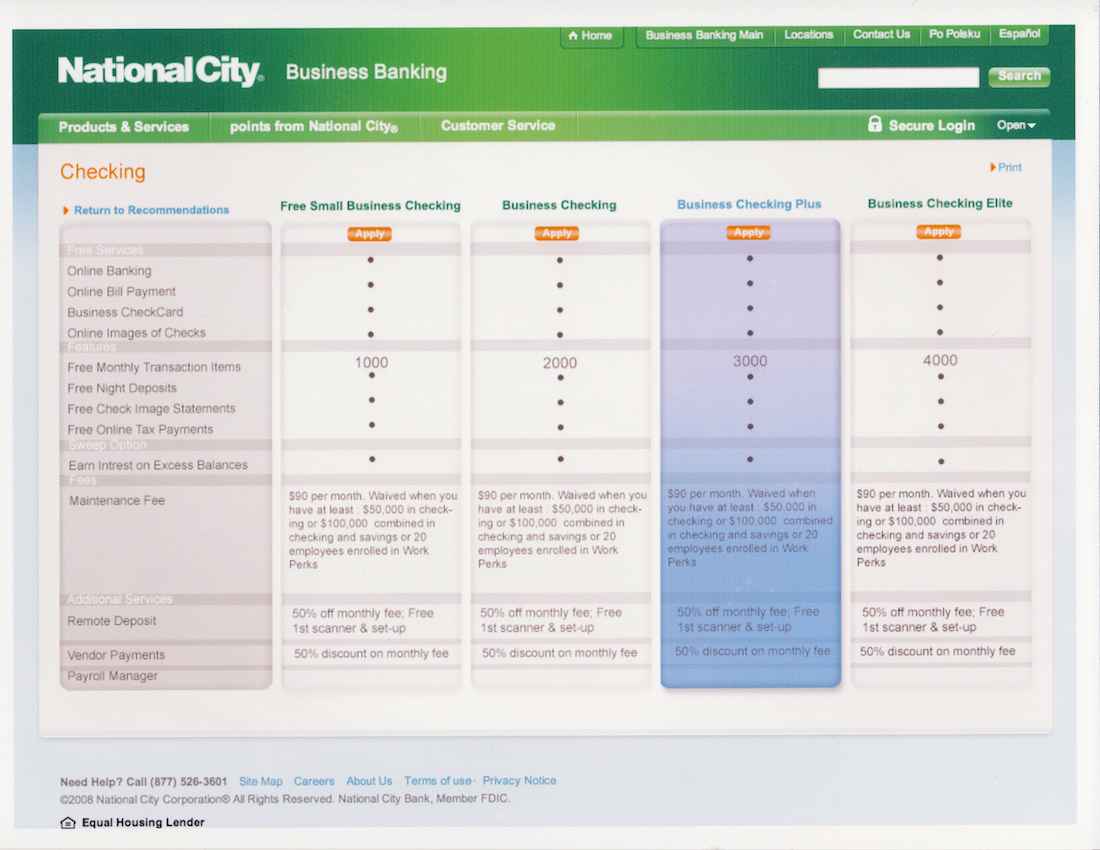 Home
Business Banking Main Locations Contact Us Po Polsku Español
National City® Business Banking
Search
Products & Services points from National City® Customer Service Secure Login Open
Checking
Print
Return to Recommendations Free Small Business Checking Business Checking Business Checking Plus Business Checking Elite
Apply Apply Apply Apply
Free Services
Online Banking • • • •
Online Bill Payment • • • •
Business CheckCard • • • •
Online Images of Checks • • • •
Features
Free Monthly Transaction Items 1000 2000 3000 4000
Free Night Deposits • • • •
Free Check Image Statements • • • •
Free Online Tax Payments • • • •
Sweep Option
Earn Intrest on Excess Balances • • • •
Fees
Maintenance Fee
$90 per month. Waived when you
have at least : $50,000 in check-
ing or $100,000 combined in
checking and savings or 20
employees enrolled in Work
Perks
$90 per month. Waived when you
have at least : $50,000 in check-
ing or $100,000 combined in
checking and savings or 20
employees enrolled in Work
Perks
$90 per month. Waived when
you have at least : $50,000 in
checking or $100,000 combined
in checking and savings or 20
employees enrolled in Work
Perks
$90 per month. Waived when you
have at least : $50,000 in check-
ing or $100,000 combined in
checking and savings or 20
employees enrolled in Work
Perks
Additional Services
Remote Deposit
50% off monthly fee; Free
1st scanner & set-up
50% off monthly fee; Free
1st scanner & set-up
50% off monthly fee; Free
1st scanner & set-up
50% off monthly fee; Free
1st scanner & set-up
Vendor Payments 50% discount on monthly fee 50% discount on monthly fee 50% discount on monthly fee 50% discount on monthly fee
Payroll Manager
Need Help? Call (877) 526-3601 Site Map Careers About Us Terms of use Privacy Notice
©2008 National City Corporation® All Rights Reserved. National City Bank, Member FDIC.
Equal Housing Lender